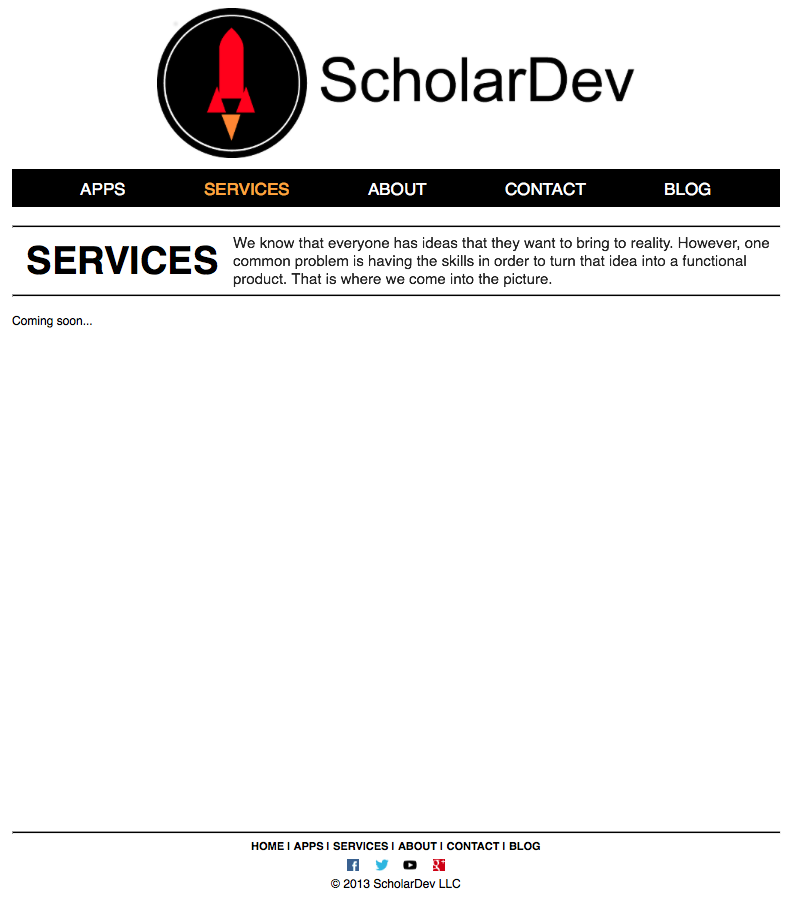 ScholarDev
APPS SERVICES ABOUT CONTACT BLOG
SERVICES
We know that everyone has ideas that they want to bring to reality. However, one
common problem is having the skills in order to turn that idea into a functional
product. That is where we come into the picture.
Coming soon...
HOME | APPS | SERVICES | ABOUT | CONTACT | BLOG
© 2013 ScholarDev LLC